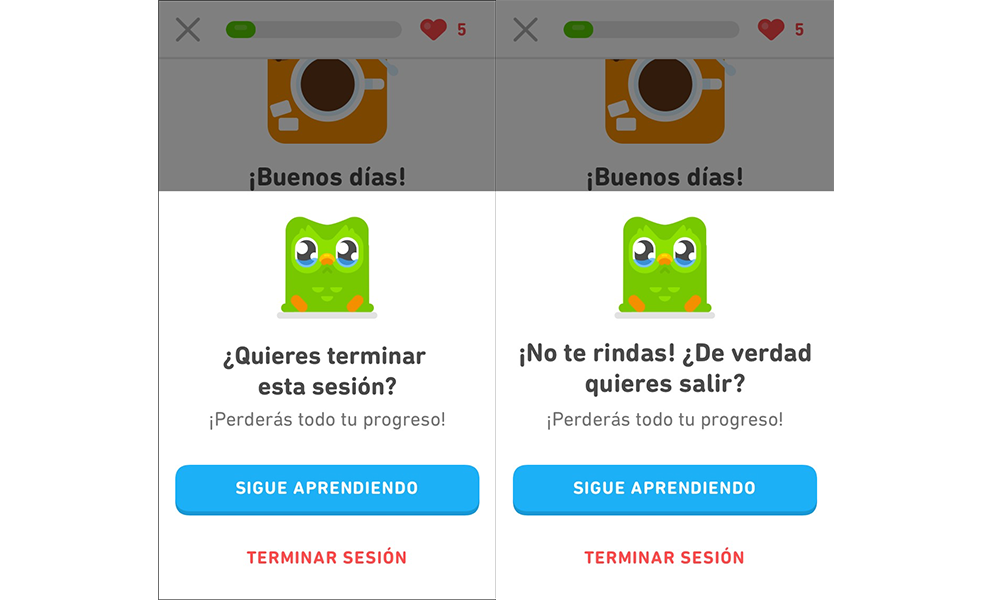 5
¡Buenos días!
¿Quieres terminar
esta sesión?
¡Perderás todo tu progreso!
SIGUE APRENDIENDO
TERMINAR SESIÓN
5
¡Buenos días!
¡No te rindas! ¿De verdad
quieres salir?
¡Perderás todo tu progreso!
SIGUE APRENDIENDO
TERMINAR SESIÓN